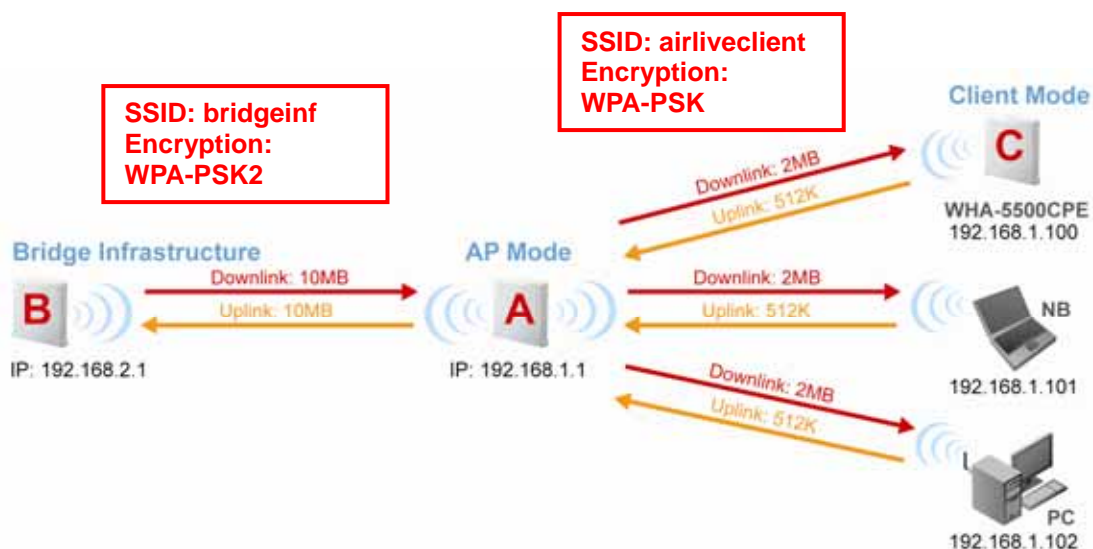 SSID: airliveclient
Encryption:
WPA-PSK
SSID: bridgeinf
Encryption:
WPA-PSK2
Client Mode
C
WHA-5500CPE
192.168.1.100
Downlink: 2MB
Uplink: 512K
Bridge Infrastructure
AP Mode
Downlink: 10MB
Uplink: 10MB
B
A
IP: 192.168.2.1
IP: 192.168.1.1
Downlink: 2MB
Uplink: 512K
NB
192.168.1.101
Downlink: 2MB
Uplink: 512K
PC
192.168.1.102